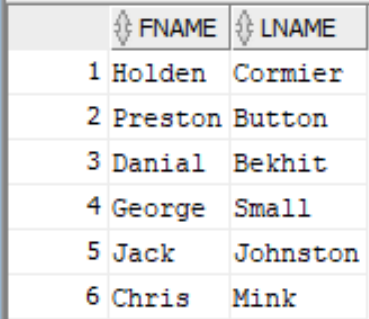 FNAME LNAME
1 Holden Cormier
2 Preston Button
3 Danial Bekhit
4 George Small
5 Jack Johnston
6 Chris Mink